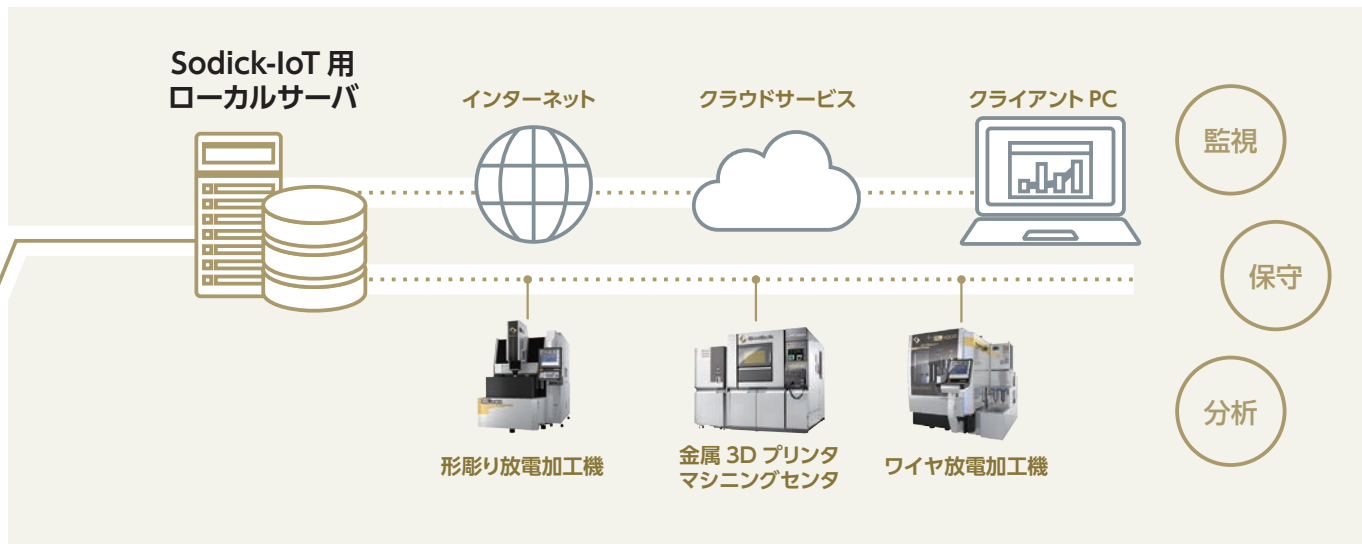 Sodick-IoT 用
ローカルサーバ
インターネット
クラウドサービス
クライアント PC
監視
保守
分析
形彫り放電加工機
金属 3D プリンタ
マシニングセンタ
ワイヤ放電加工機